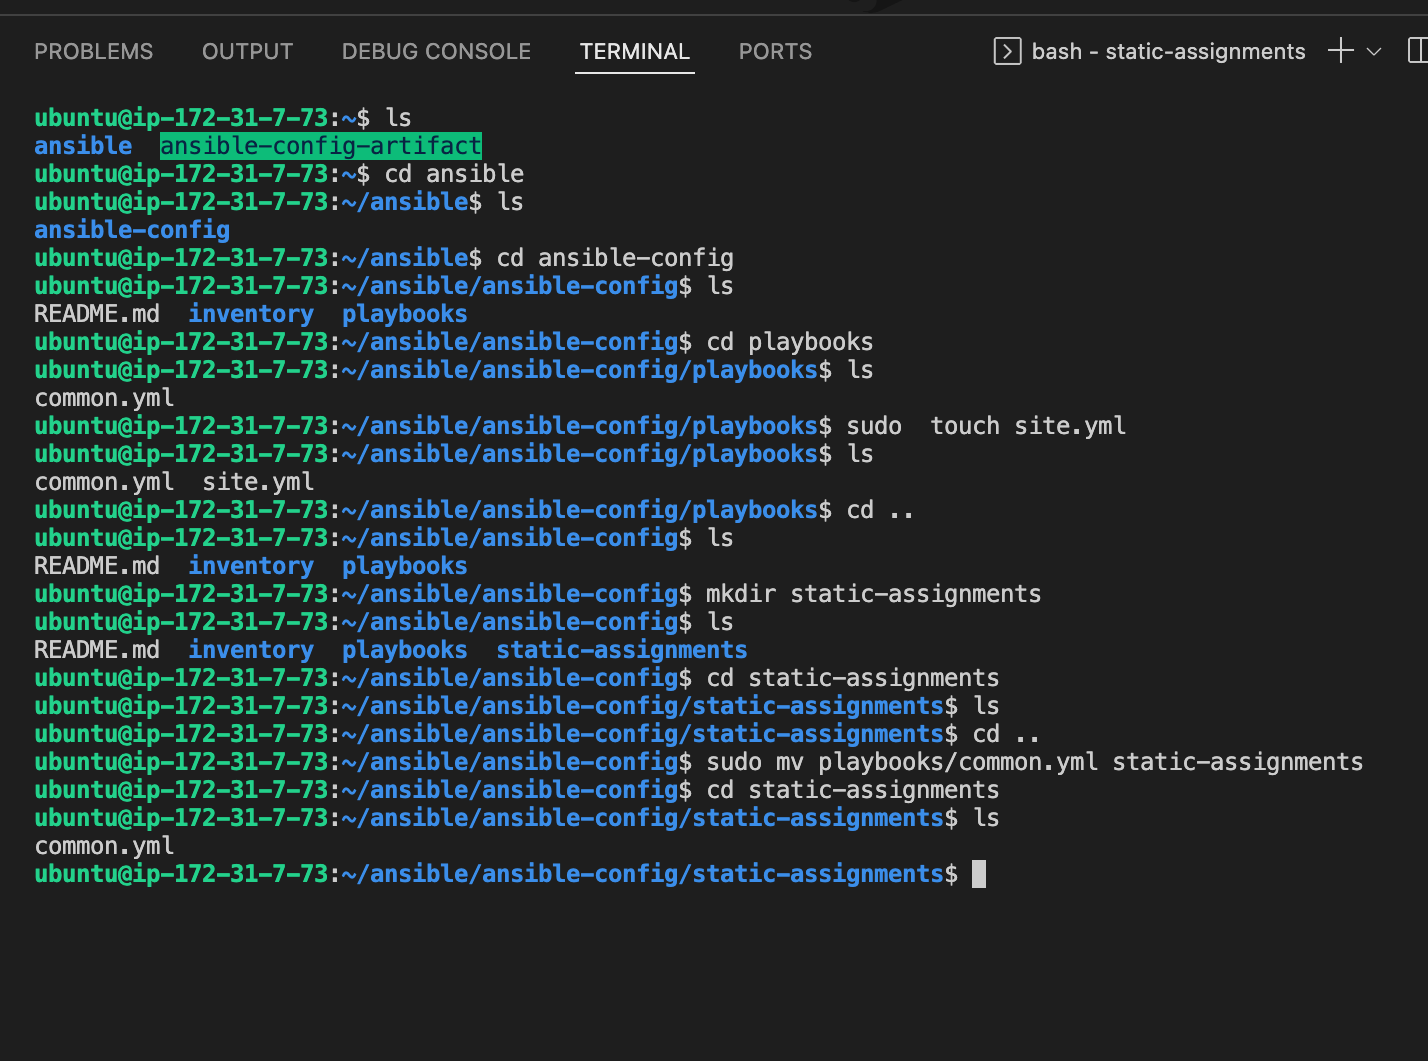 PROBLEMS OUTPUT DEBUG CONSOLE TERMINAL PORTS bash - static-assignments
ubuntu@ip-172-31-7-73:~$ ls
ansible  ansible-config-artifact
ubuntu@ip-172-31-7-73:~$ cd ansible
ubuntu@ip-172-31-7-73:~/ansible$ ls
ansible-config
ubuntu@ip-172-31-7-73:~/ansible$ cd ansible-config
ubuntu@ip-172-31-7-73:~/ansible/ansible-config$ ls
README.md  inventory  playbooks
ubuntu@ip-172-31-7-73:~/ansible/ansible-config$ cd playbooks
ubuntu@ip-172-31-7-73:~/ansible/ansible-config/playbooks$ ls
common.yml
ubuntu@ip-172-31-7-73:~/ansible/ansible-config/playbooks$ sudo  touch site.yml
ubuntu@ip-172-31-7-73:~/ansible/ansible-config/playbooks$ ls
common.yml  site.yml
ubuntu@ip-172-31-7-73:~/ansible/ansible-config/playbooks$ cd ..
ubuntu@ip-172-31-7-73:~/ansible/ansible-config$ ls
README.md  inventory  playbooks
ubuntu@ip-172-31-7-73:~/ansible/ansible-config$ mkdir static-assignments
ubuntu@ip-172-31-7-73:~/ansible/ansible-config$ ls
README.md  inventory  playbooks  static-assignments
ubuntu@ip-172-31-7-73:~/ansible/ansible-config$ cd static-assignments
ubuntu@ip-172-31-7-73:~/ansible/ansible-config/static-assignments$ ls
ubuntu@ip-172-31-7-73:~/ansible/ansible-config/static-assignments$ cd ..
ubuntu@ip-172-31-7-73:~/ansible/ansible-config$ sudo mv playbooks/common.yml static-assignments
ubuntu@ip-172-31-7-73:~/ansible/ansible-config$ cd static-assignments
ubuntu@ip-172-31-7-73:~/ansible/ansible-config/static-assignments$ ls
common.yml
ubuntu@ip-172-31-7-73:~/ansible/ansible-config/static-assignments$